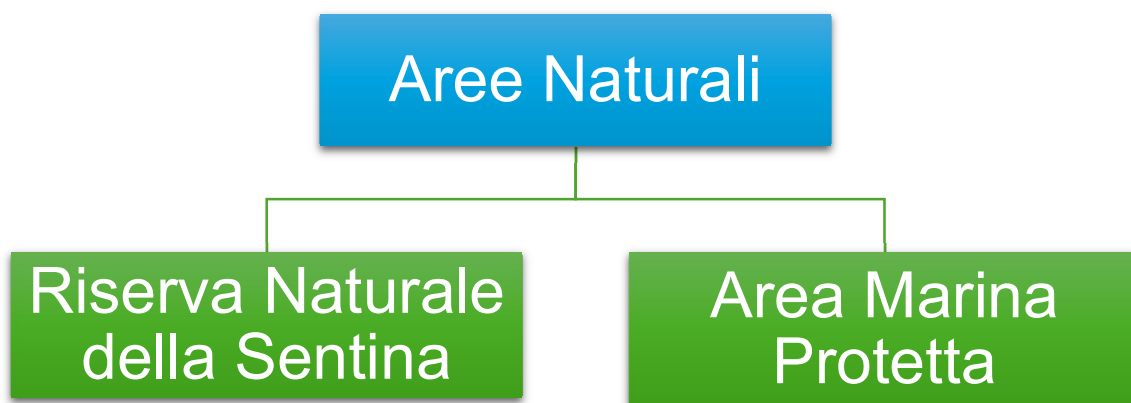 Aree Naturali
Riserva Naturale
della Sentina
Area Marina
Protetta